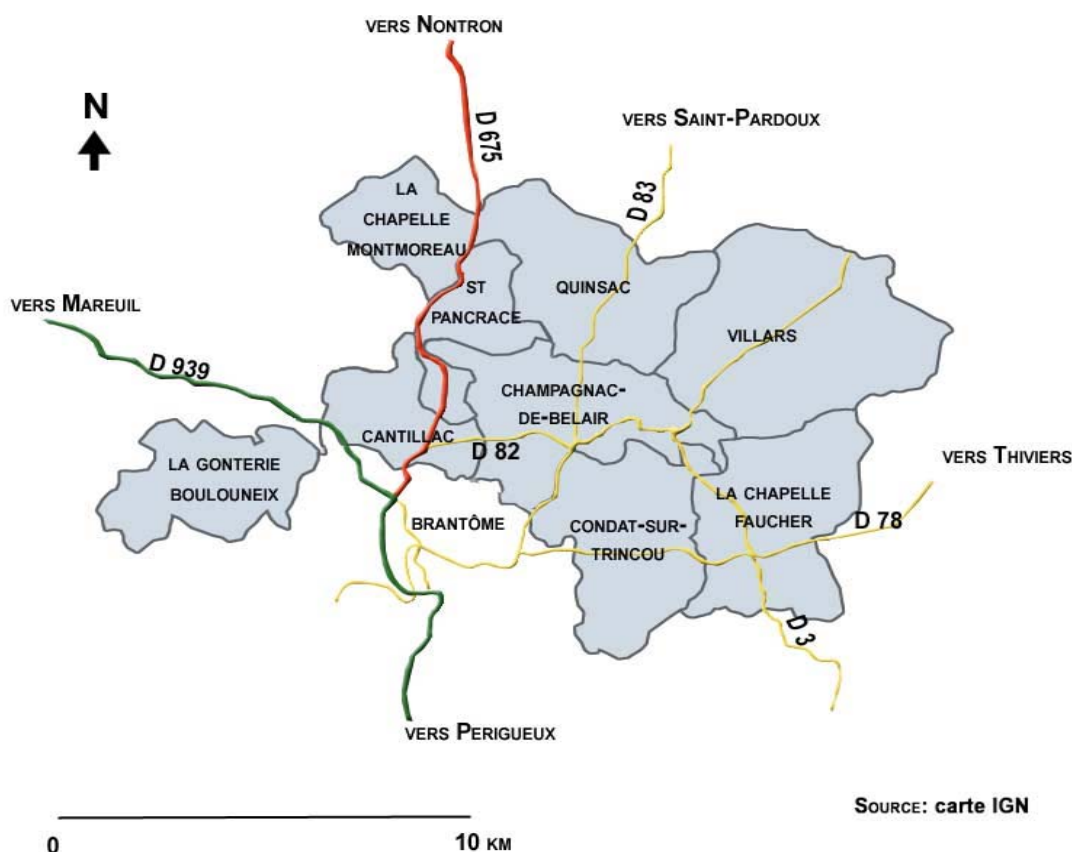 VERS NONTRON
N
D 675
VERS SAINT-PARDOUX
D 83
LA
CHAPELLE
MONTMOREAU
ST
PANCRACE
QUINSAC
VERS MAREUIL
VILLARS
D 939
CHAMPAGNAC-
DE-BELAIR
CANTILLAC
D 82
VERS THIVIERS
LA GONTERIE
BOULOUNEIX
LA CHAPELLE
FAUCHER
BRANTÔME
CONDAT-SUR-
TRINCOU
D 78
D 3
VERS PERIGUEUX
SOURCE: carte IGN
0
10 KM